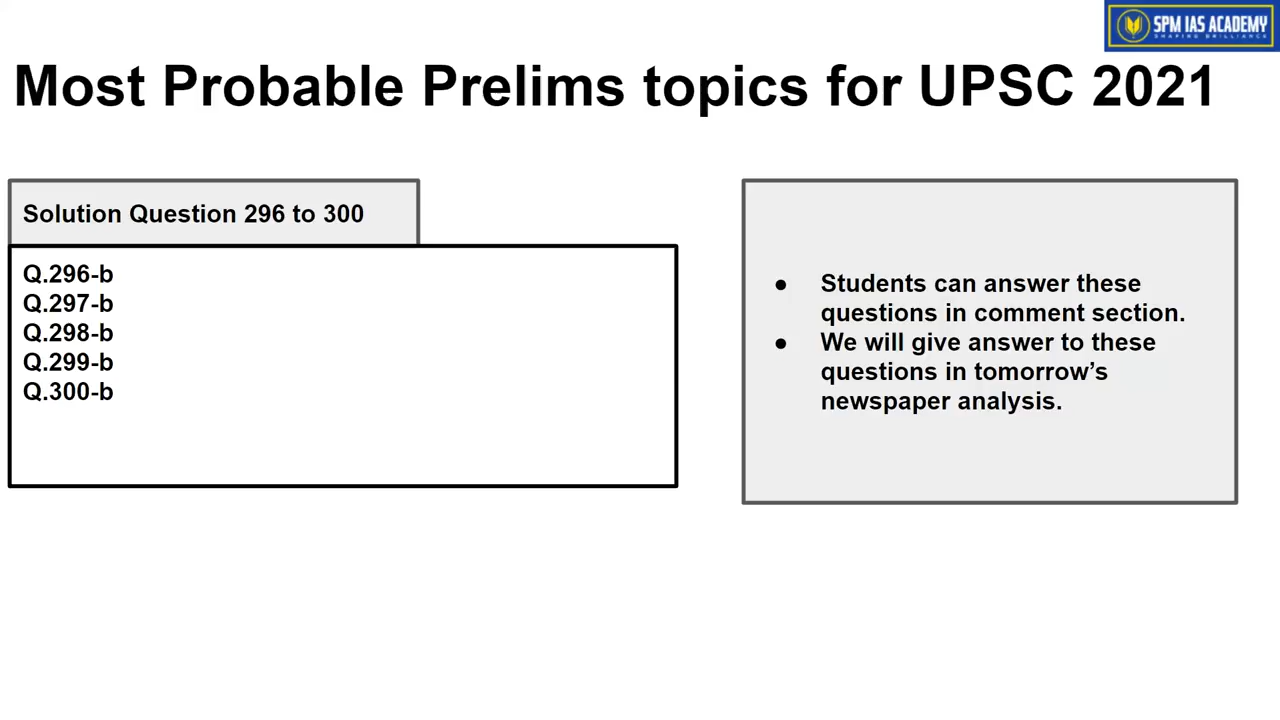 SPM IAS ACADEMY
SHAPING BRILLIANCE
Most Probable Prelims topics for UPSC 2021
Solution Question 296 to 300
Q.296-b
Q.297-b
Q.298-b
Q.299-b
Q.300-b
● Students can answer these
questions in comment section.
● We will give answer to these
questions in tomorrow’s
newspaper analysis.